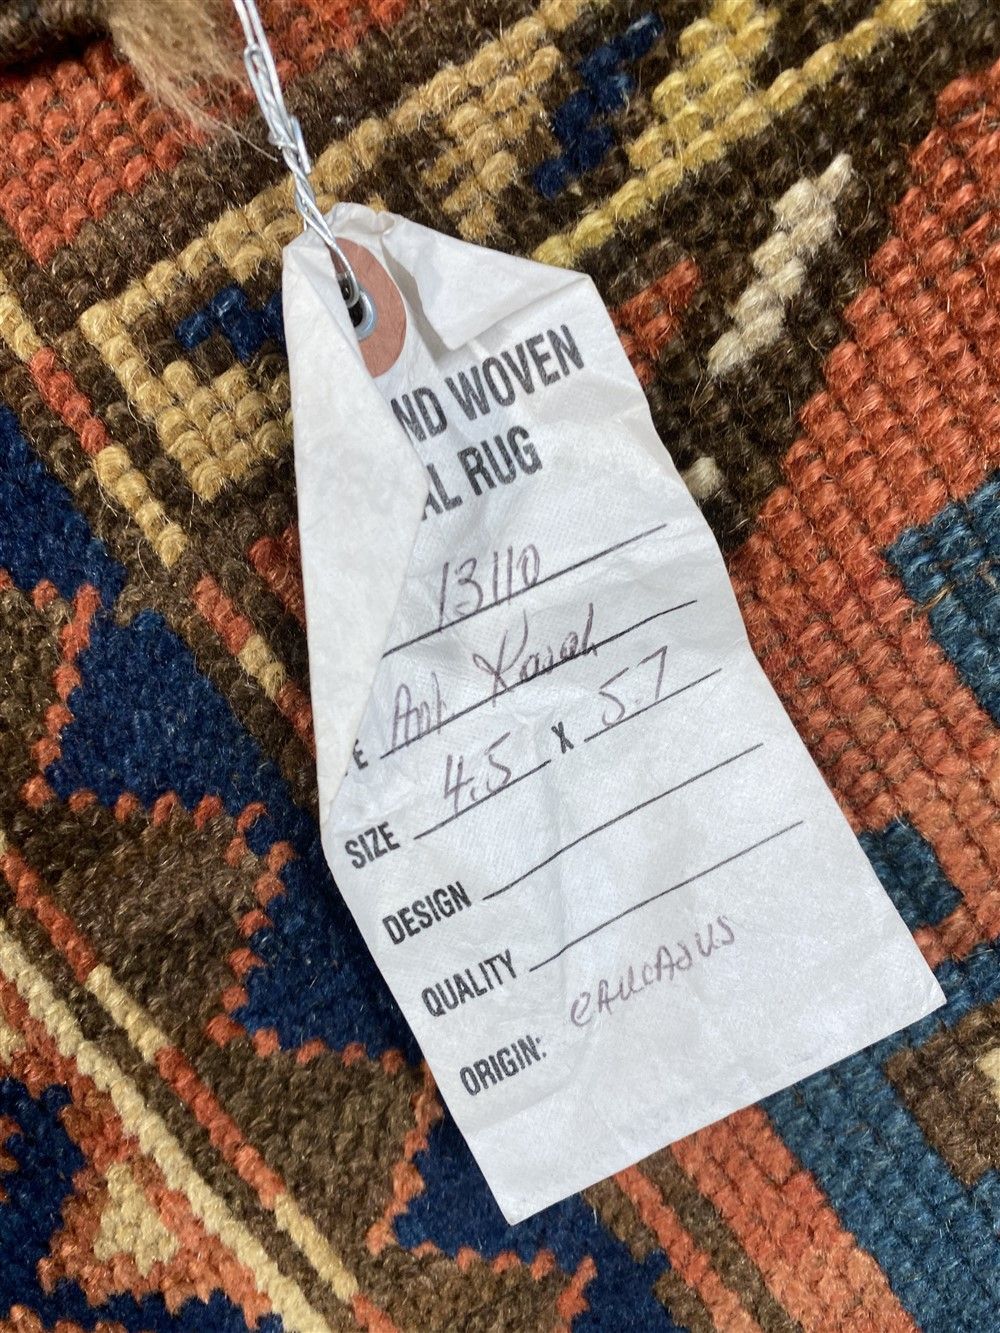 ND WOVEN
AL RUG
13110
E Ant Kazak
SIZE 4.5 X 5.7
DESIGN
QUALITY
ORIGIN: CAUCASUS